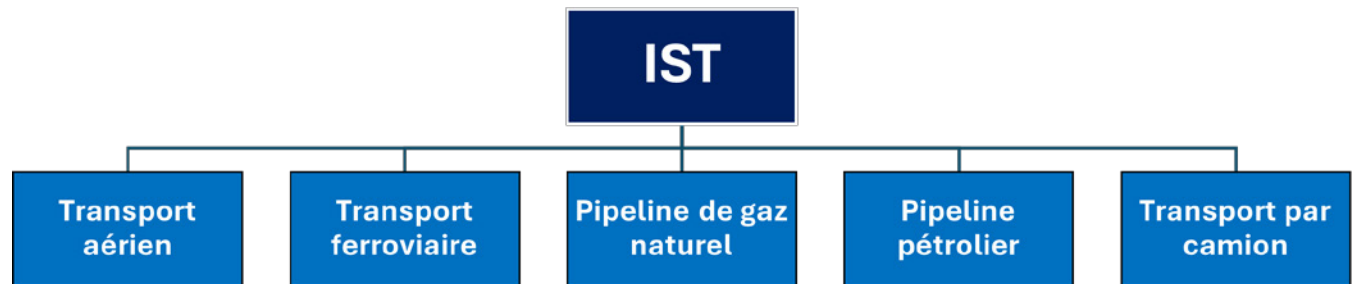 IST
Transport
aérien
Transport
ferroviaire
Pipeline de gaz
naturel
Pipeline
pétrolier
Transport par
camion